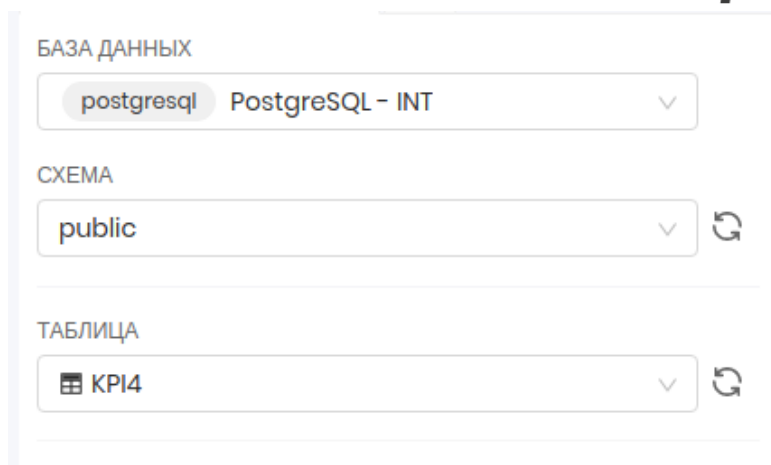 БАЗА ДАННЫХ
postgresql PostgreSQL - INT
СХЕМА
public
ТАБЛИЦА
KPI4